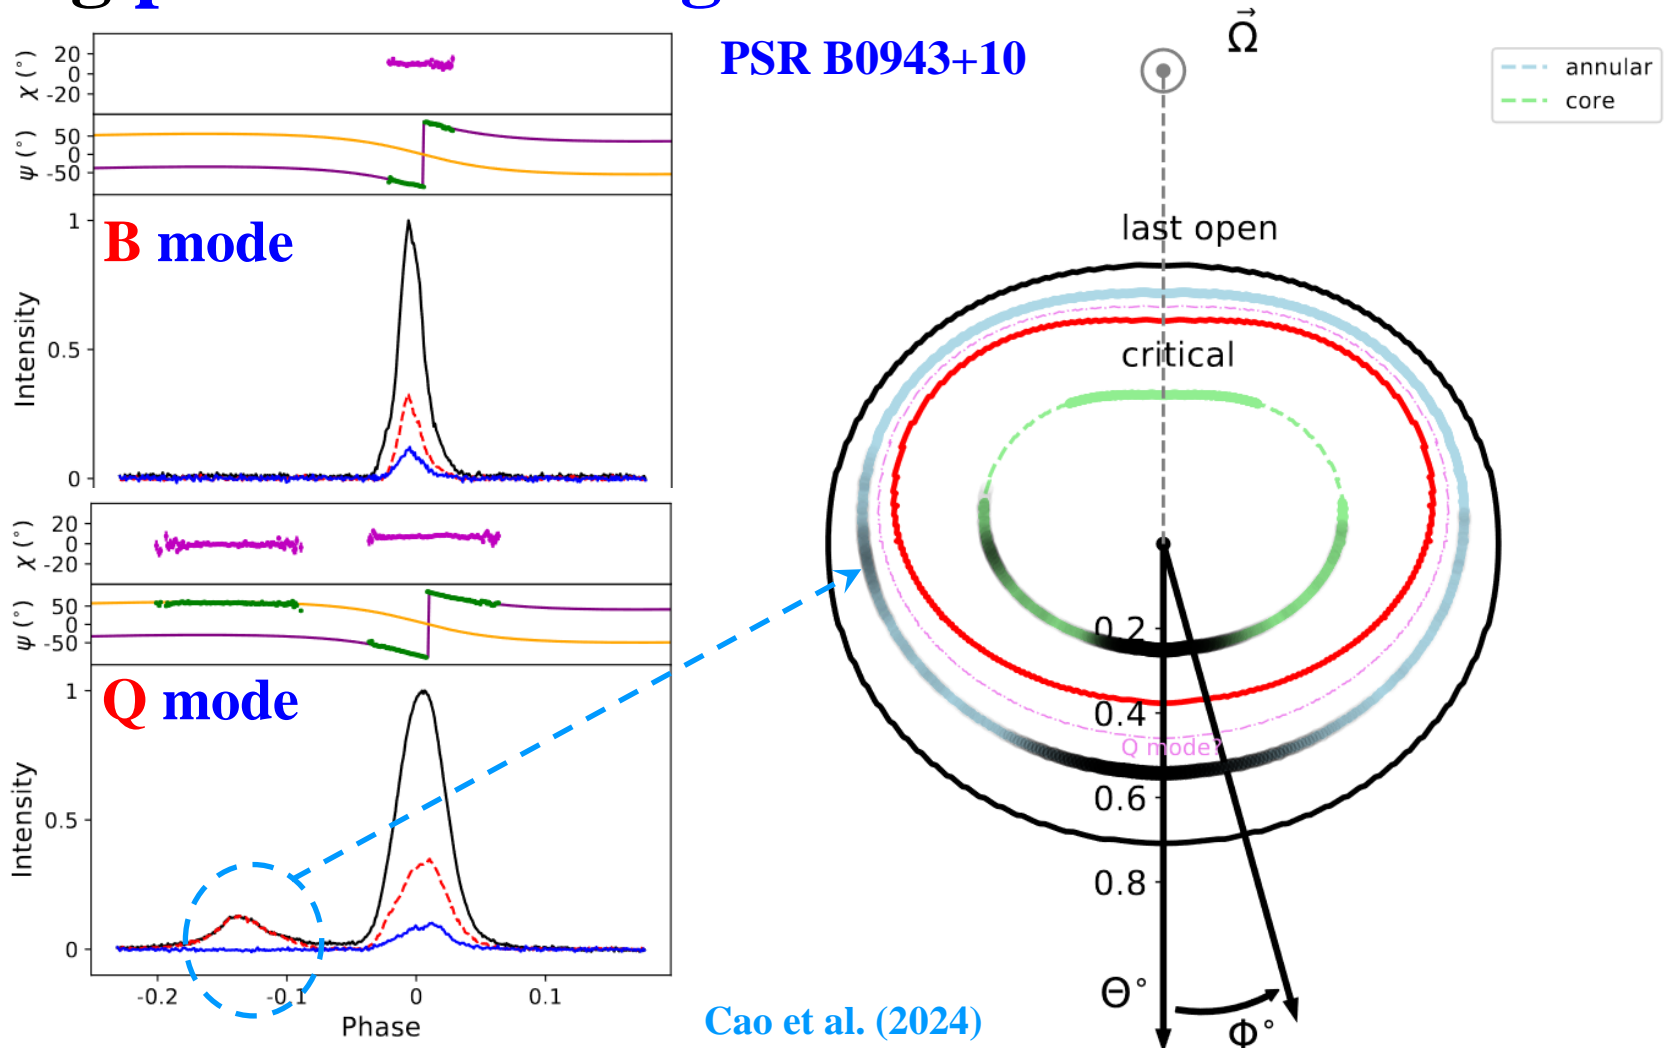 PSR B0943+10
χ (°)
20
0
-20
ψ (°)
50
0
-50
B mode
Intensity
1
0.5
0
χ (°)
20
0
-20
ψ (°)
50
0
-50
Q mode
Intensity
1
0.5
0
-0.2
-0.1
0
0.1
Phase
Ω⃗
annular
core
last open
critical
0.2
0.4
Q mode?
0.6
0.8
Θ°
Φ°
Cao et al. (2024)